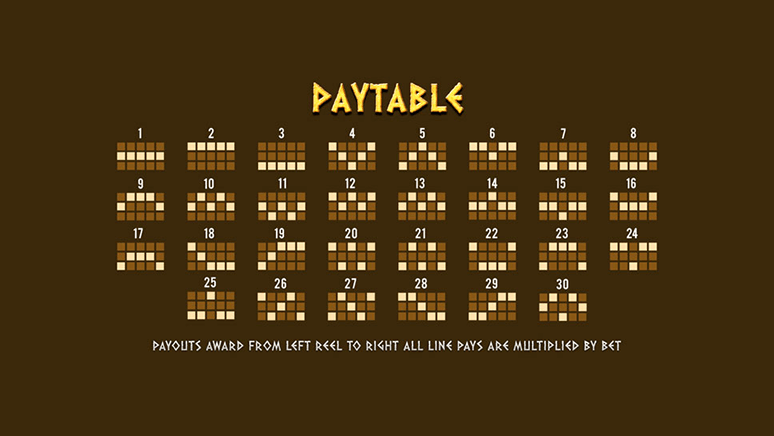 PAYTABLE
1 2 3 4 5 6 7 8
9 10 11 12 13 14 15 16
17 18 19 20 21 22 23 24
25 26 27 28 29 30
PAYOUTS AWARD FROM LEFT REEL TO RIGHT ALL LINE PAYS ARE MULTIPLIED BY BET